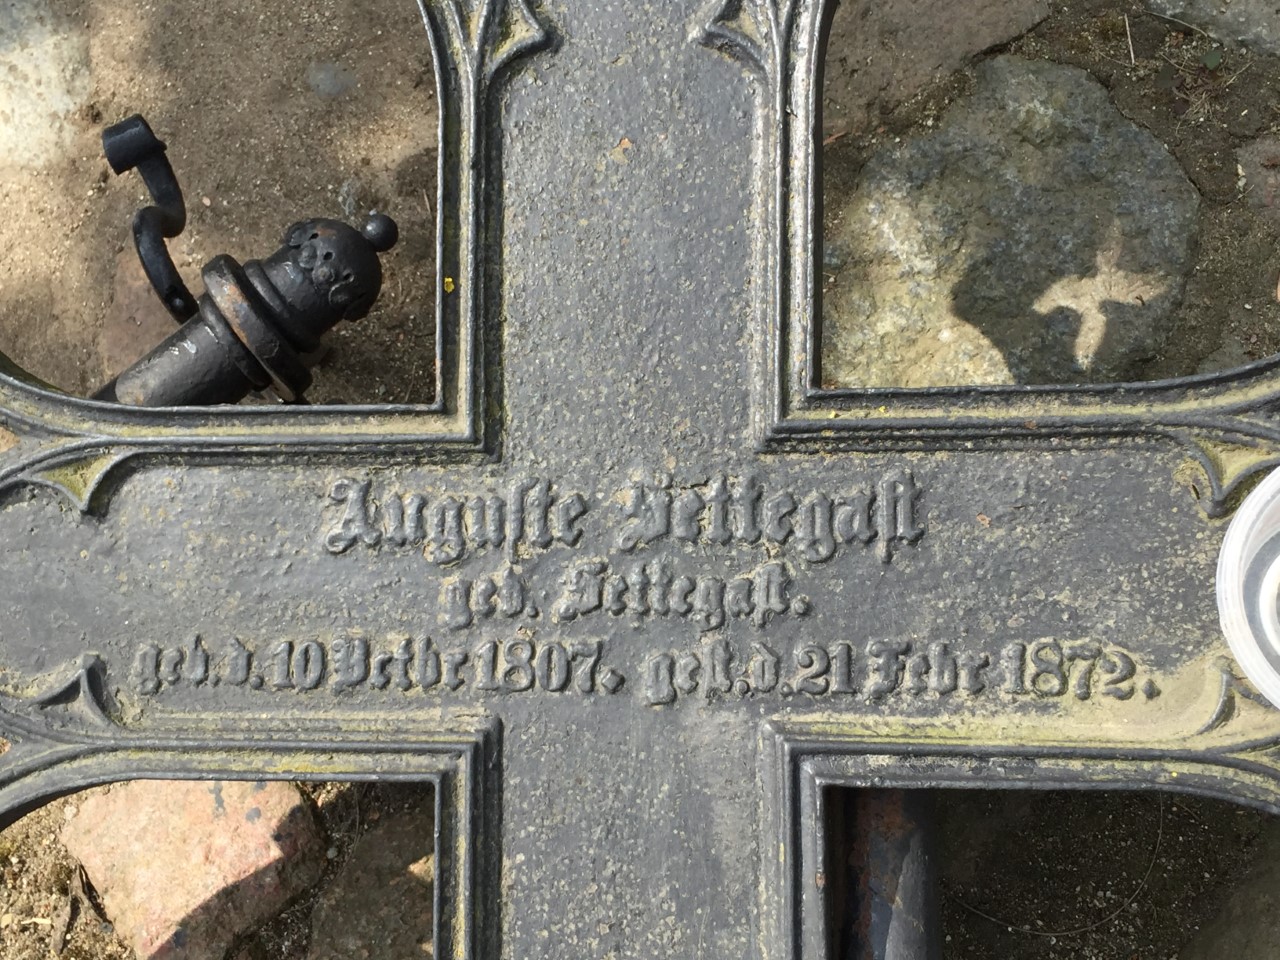 Auguste Settegast
geb. Settegast.
geb. d. 10 Octbr 1807. gest. d. 21 Febr 1872.